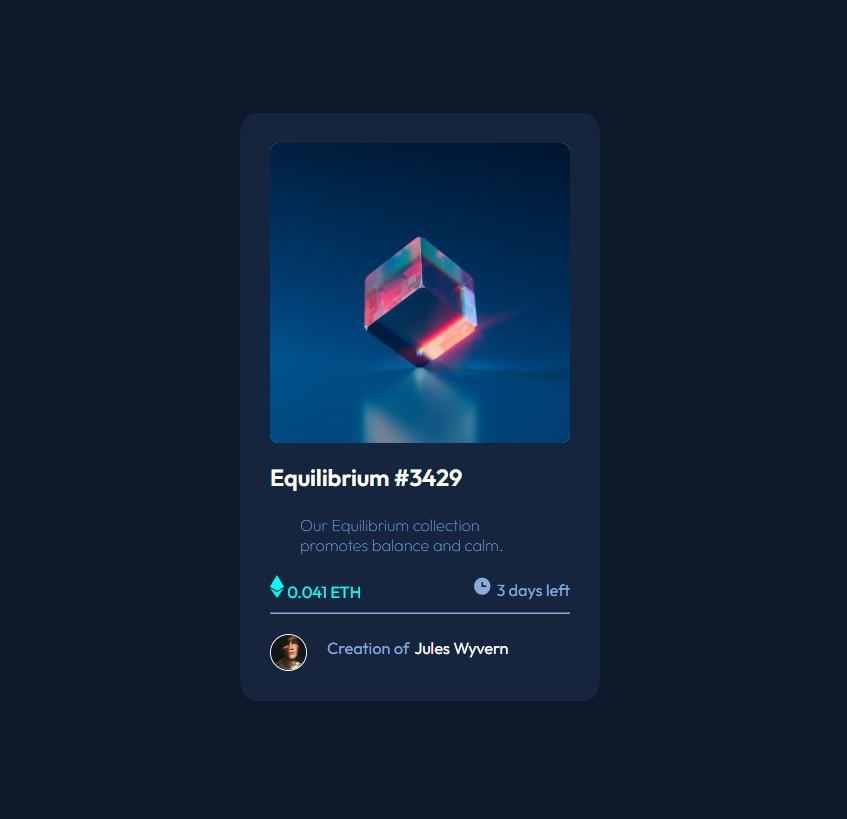 Equilibrium #3429
Our Equilibrium collection
promotes balance and calm.
0.041 ETH 3 days left
Creation of Jules Wyvern